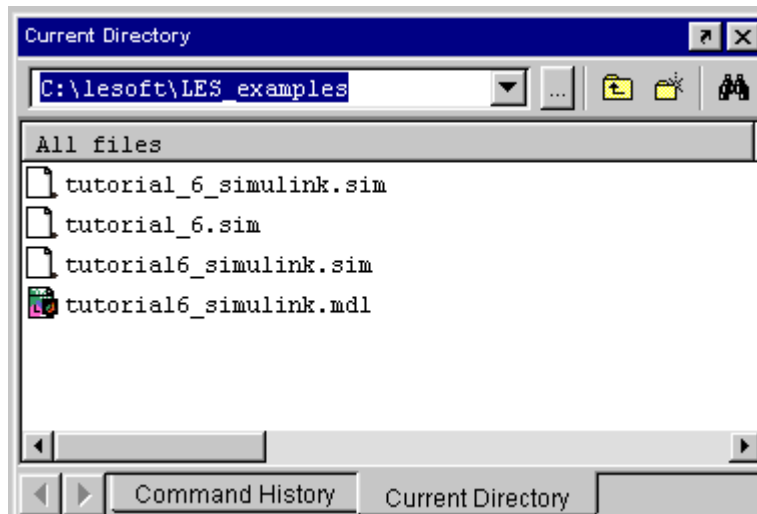 Current Directory
C:\lesoft\LES_examples ...
All files
tutorial_6_simulink.sim
tutorial_6.sim
tutorial6_simulink.sim
tutorial6_simulink.mdl
Command History Current Directory